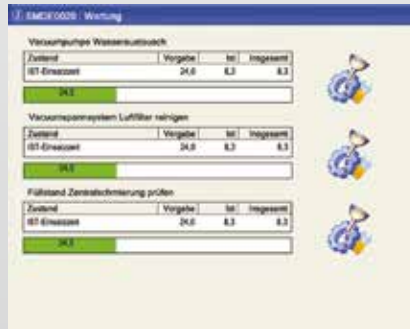 SMDE0020 : Wartung
Vacuumpumpe Wasseraustausch
Zustand Vorgabe Ist Insgesamt
IST-Einsatzzeit 24,0 8,3 8.3
24,0
Vacuumspannsystem Luftfilter reinigen
Zustand Vorgabe Ist Insgesamt
IST-Einsatzzeit 24,0 8,3 8.3
24,0
Füllstand Zentralschmierung prüfen
Zustand Vorgabe Ist Insgesamt
IST-Einsatzzeit 24,0 8,3 8.3
24,0